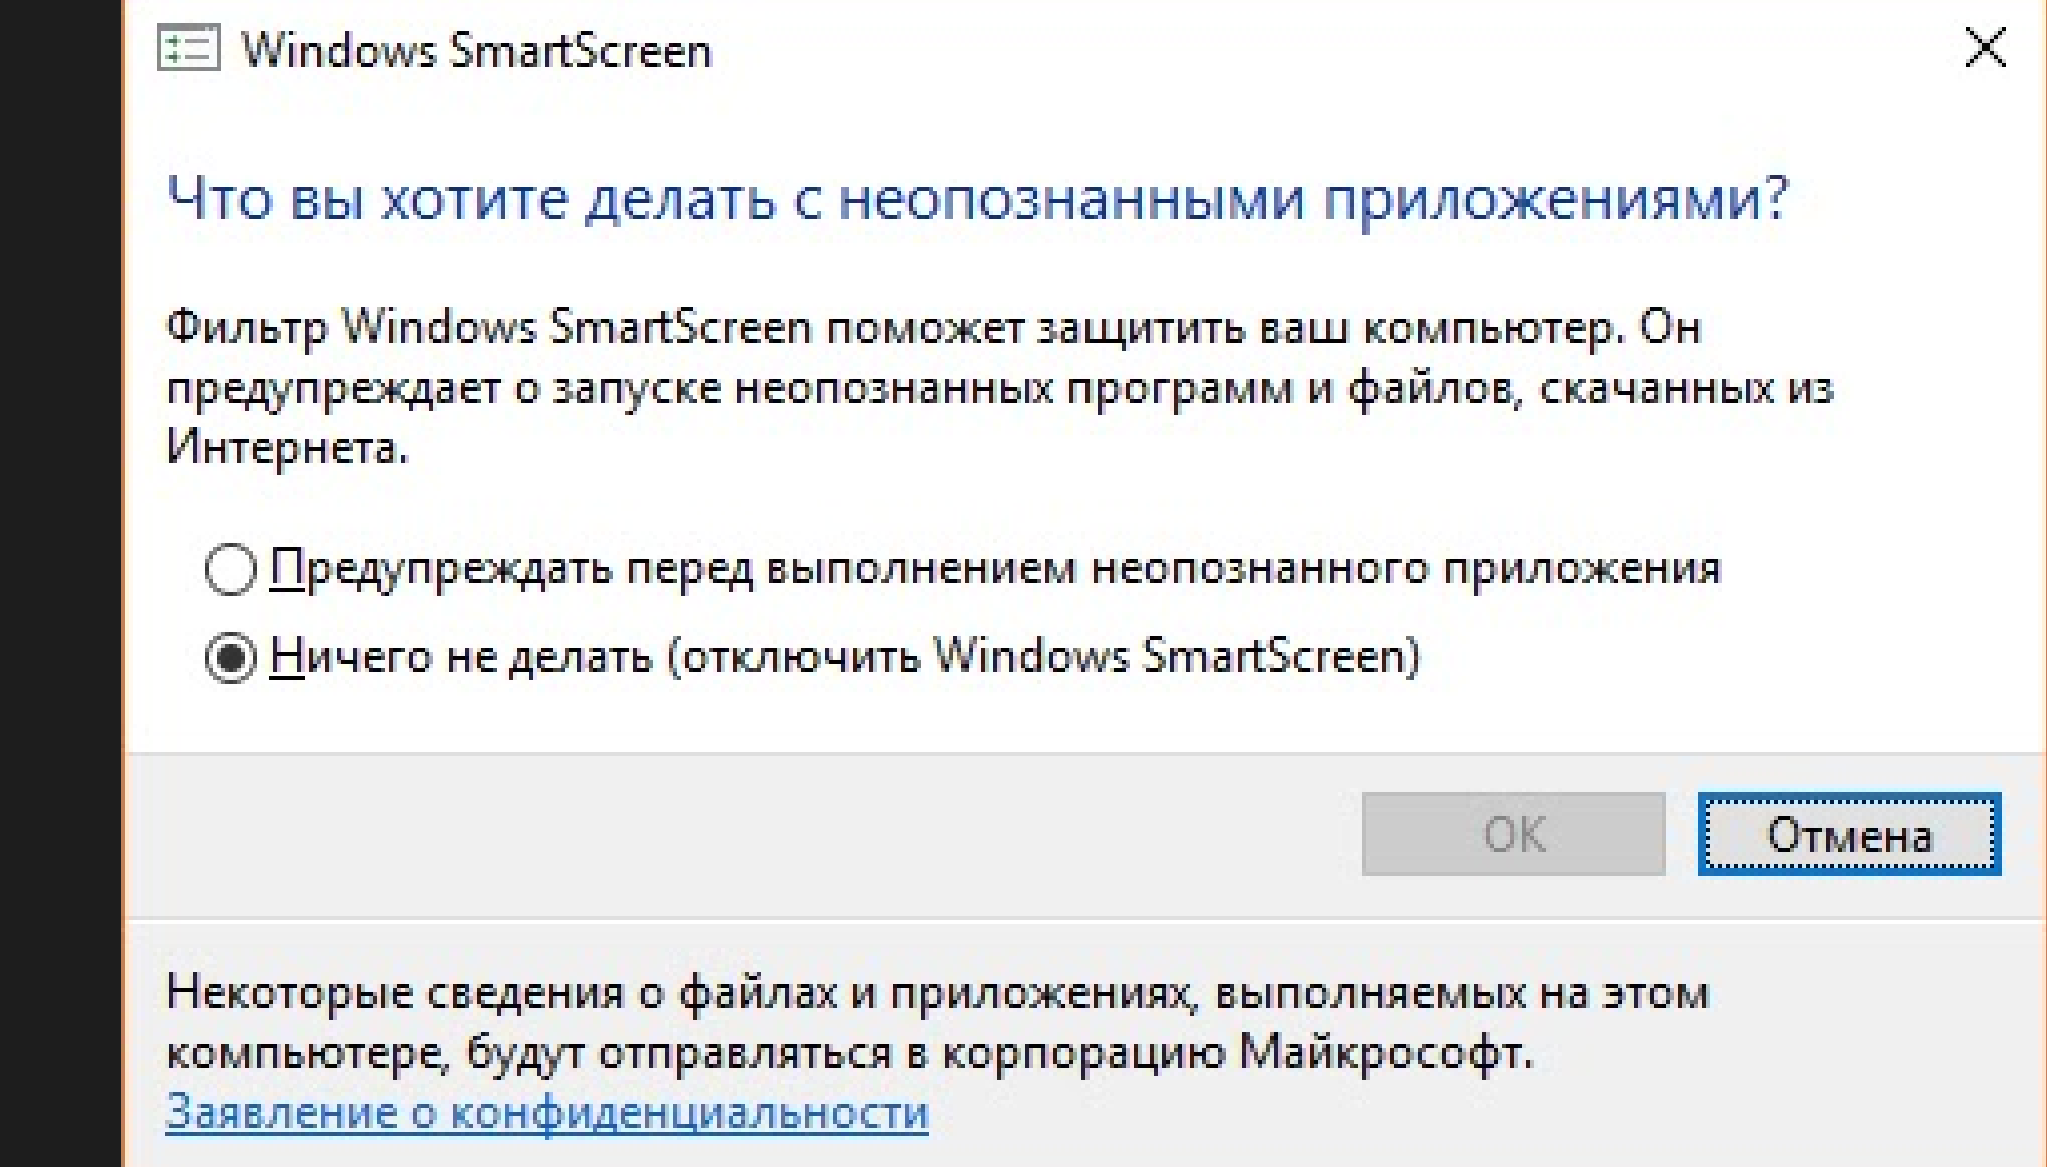 Windows SmartScreen
Что вы хотите делать с неопознанными приложениями?
Фильтр Windows SmartScreen поможет защитить ваш компьютер. Он
предупреждает о запуске неопознанных программ и файлов, скачанных из
Интернета.
Предупреждать перед выполнением неопознанного приложения
Ничего не делать (отключить Windows SmartScreen)
ОК
Отмена
Некоторые сведения о файлах и приложениях, выполняемых на этом
компьютере, будут отправляться в корпорацию Майкрософт.
Заявление о конфиденциальности